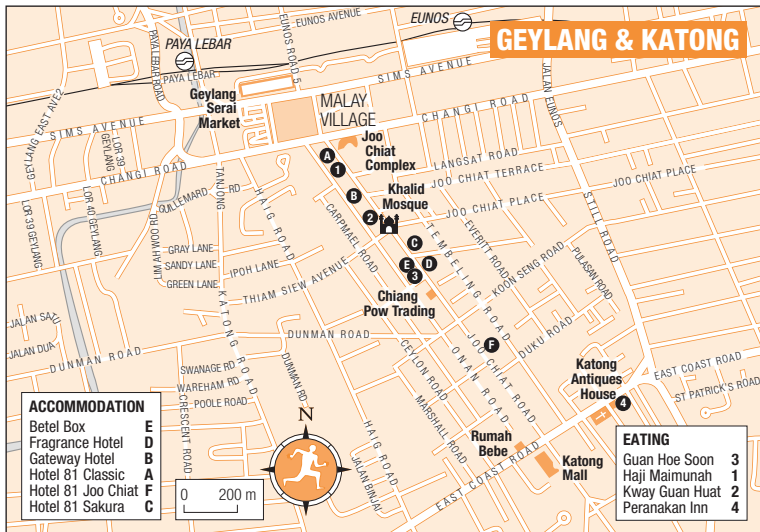 GEYLANG & KATONG
EUNOS
PAYA LEBAR
EUNOS AVENUE
EUNOS ROAD 5
PAYA LEBAR ROAD
PAYA LEBAR
SIMS AVENUE
JALAN EUNOS
Geylang
Serai
Market
MALAY
VILLAGE
CHANGI ROAD
GEYLANG EAST AVE2
SIMS AVENUE
LOR 39
GEYLANG
Joo
Chiat
Complex
A
1
LANGSAT ROAD
JOO CHIAT TERRACE
JOO CHIAT PLACE
CHANGI ROAD
TANJONG
KATONG ROAD
GUILLEMARD RD
HAIG ROAD
B
Khalid
Mosque
2
JOO CHIAT PLACE
STILL ROAD
LOR 39 GEYLANG
LOR 40 GEYLANG
LIM AH WOO RD
CARPMAEL ROAD
TEMBELING ROAD
EVERITT ROAD
C
GRAY LANE
SANDY LANE
GREEN LANE
IPOH LANE
THIAM SIEW AVENUE
E
D
3
KOON SENG ROAD
PULASAN ROAD
Chiang
Pow Trading
JALAN SATU
JALAN DUA
DUNMAN ROAD
DUNMAN ROAD
DUKU ROAD
F
JOO CHIAT ROAD
ONAN ROAD
CEYLON ROAD
MARSHALL ROAD
SWANAGE RD
WAREHAM RD
POOLE ROAD
CRESCENT ROAD
DUNMAN RD
HAIG ROAD
JALAN BINJAI
Katong
Antiques
House
4
EAST COAST ROAD
ST PATRICK'S ROAD
Rumah
Bebe
Katong
Mall
EAST COAST ROAD
ACCOMMODATION
Betel Box E
Fragrance Hotel D
Gateway Hotel B
Hotel 81 Classic A
Hotel 81 Joo Chiat F
Hotel 81 Sakura C
N
0 200 m
EATING
Guan Hoe Soon 3
Haji Maimunah 1
Kway Guan Huat 2
Peranakan Inn 4